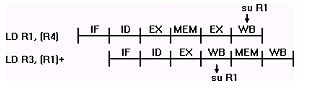 su R1
IF ID EX MEM EX WB
LD R1, (R4)
IF ID EX WB MEM WB
LD R3, (R1)+
su R1